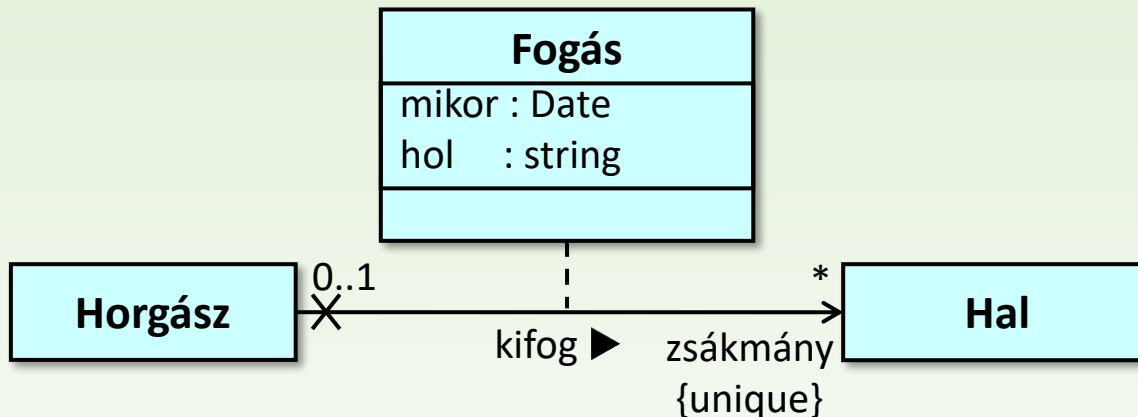 Fogás
mikor : Date
hol : string
0..1
*
Horgász
Hal
kifog ▶
zsákmány
{unique}